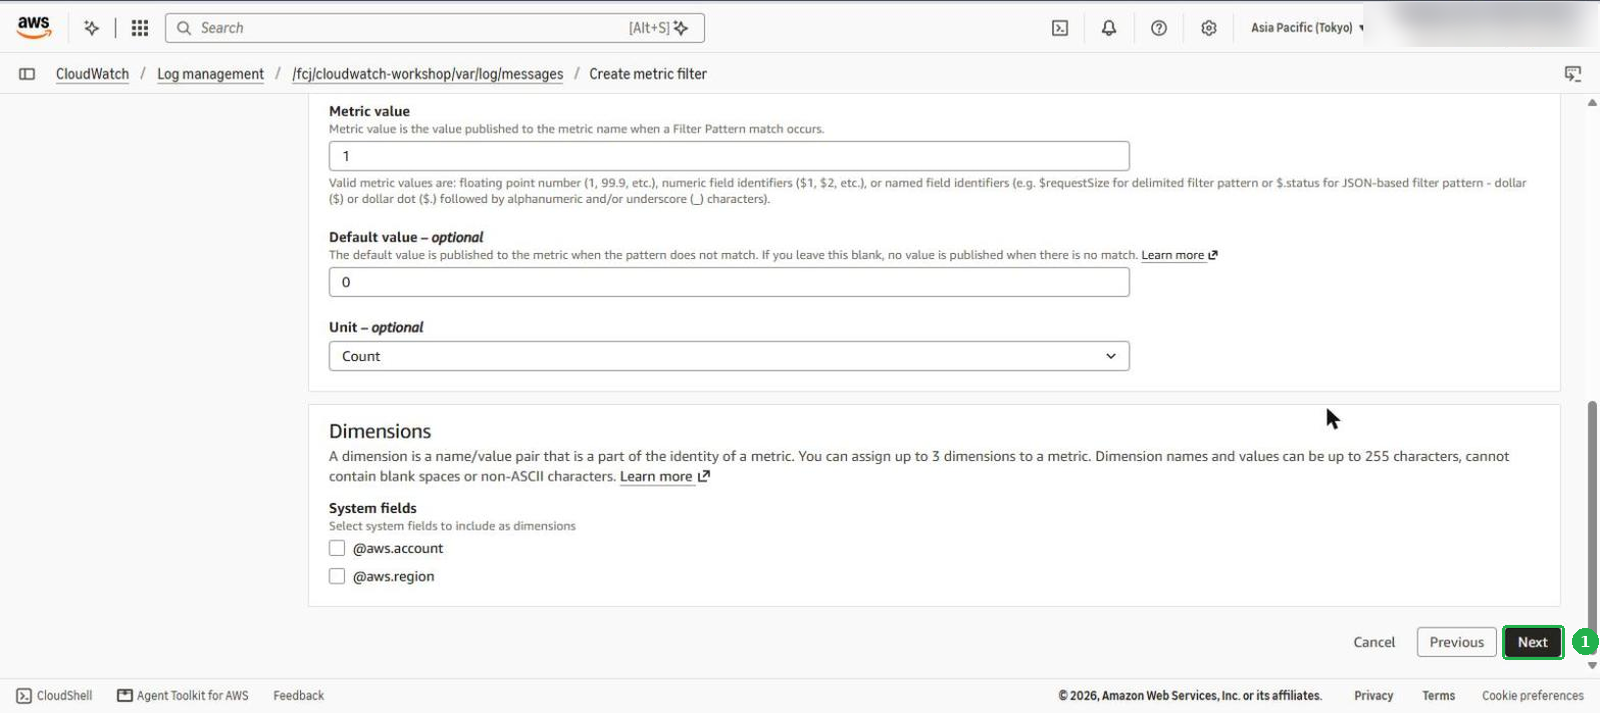 aws
Search
[Alt+S]
Asia Pacific (Tokyo)
CloudWatch / Log management / /fcj/cloudwatch-workshop/var/log/messages / Create metric filter
Metric value
Metric value is the value published to the metric name when a Filter Pattern match occurs.
1
Valid metric values are: floating point number (1, 99.9, etc.), numeric field identifiers ($1, $2, etc.), or named field identifiers (e.g. $requestSize for delimited filter pattern or $.status for JSON-based filter pattern - dollar
($) or dollar dot ($.) followed by alphanumeric and/or underscore (_) characters).
Default value – optional
The default value is published to the metric when the pattern does not match. If you leave this blank, no value is published when there is no match. Learn more
0
Unit – optional
Count
Dimensions
A dimension is a name/value pair that is a part of the identity of a metric. You can assign up to 3 dimensions to a metric. Dimension names and values can be up to 255 characters, cannot
contain blank spaces or non-ASCII characters. Learn more
System fields
Select system fields to include as dimensions
@aws.account
@aws.region
Cancel
Previous
Next
1
CloudShell
Agent Toolkit for AWS
Feedback
© 2026, Amazon Web Services, Inc. or its affiliates.
Privacy
Terms
Cookie preferences